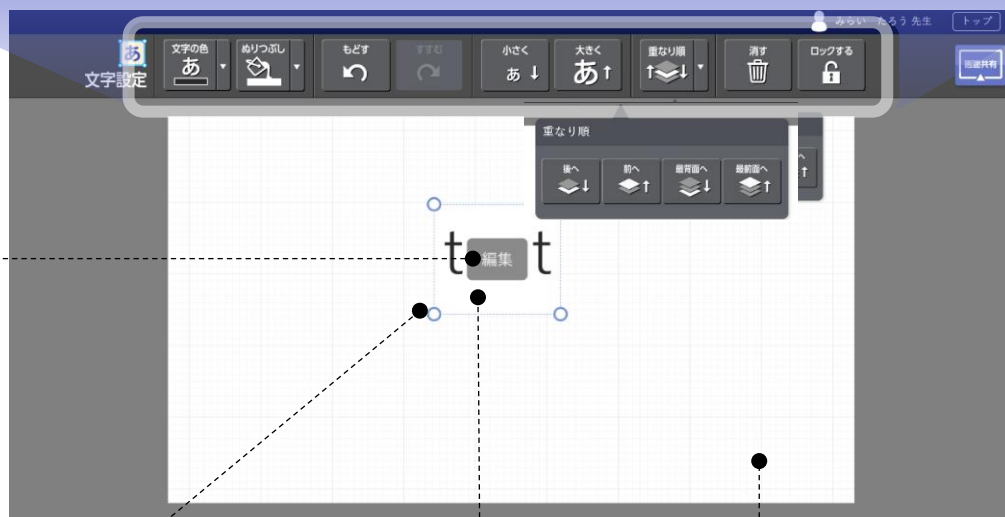 みらい たろう 先生
トップ
あ
文字設定
文字の色
あ
ぬりつぶし
もどす
すすむ
小さく
あ
大きく
あ
重なり順
消す
ロックする
画面共有
重なり順
後へ
前へ
最背面へ
最前面へ
へ
t
編集
t